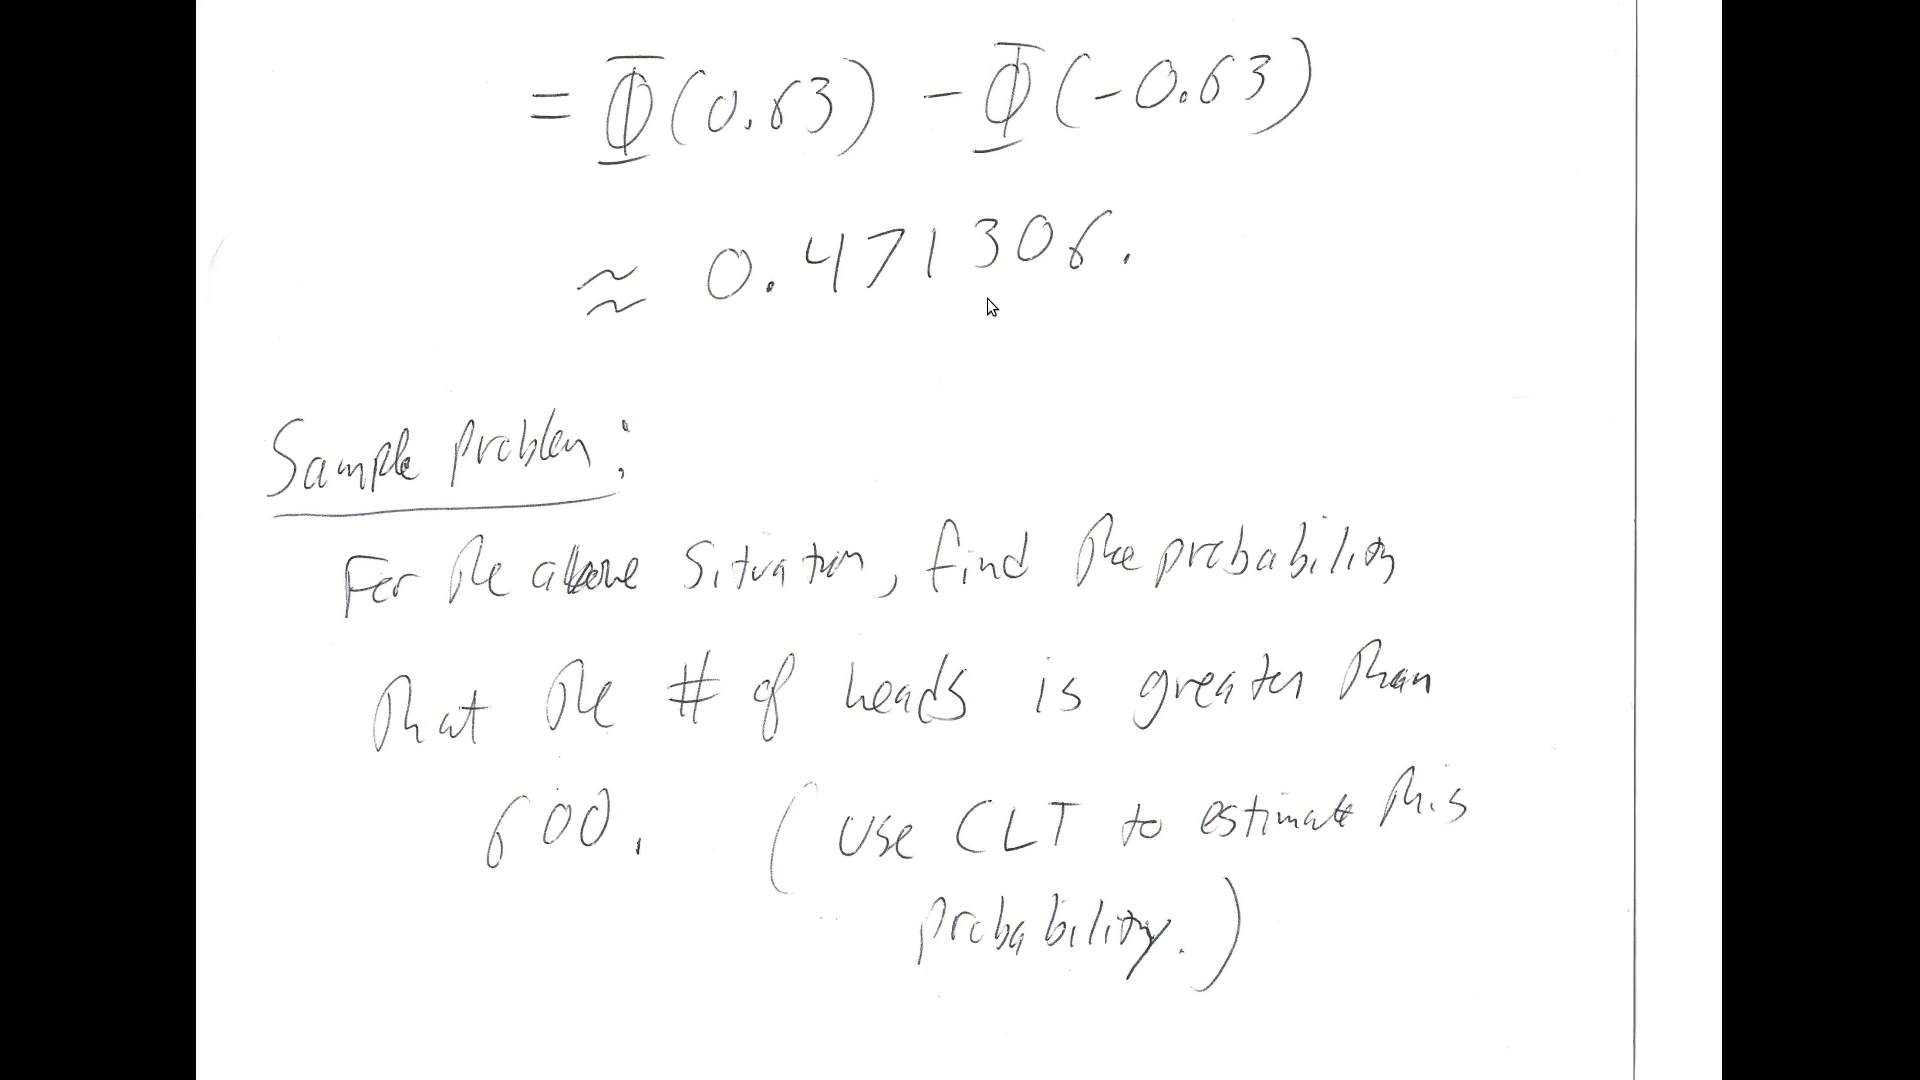 = Φ(0.63) - Φ(-0.63)
≈ 0.471306.
Sample problem:
For the above situation, find the probability
that the # of heads is greater than
600. (Use CLT to estimate this
probability.)